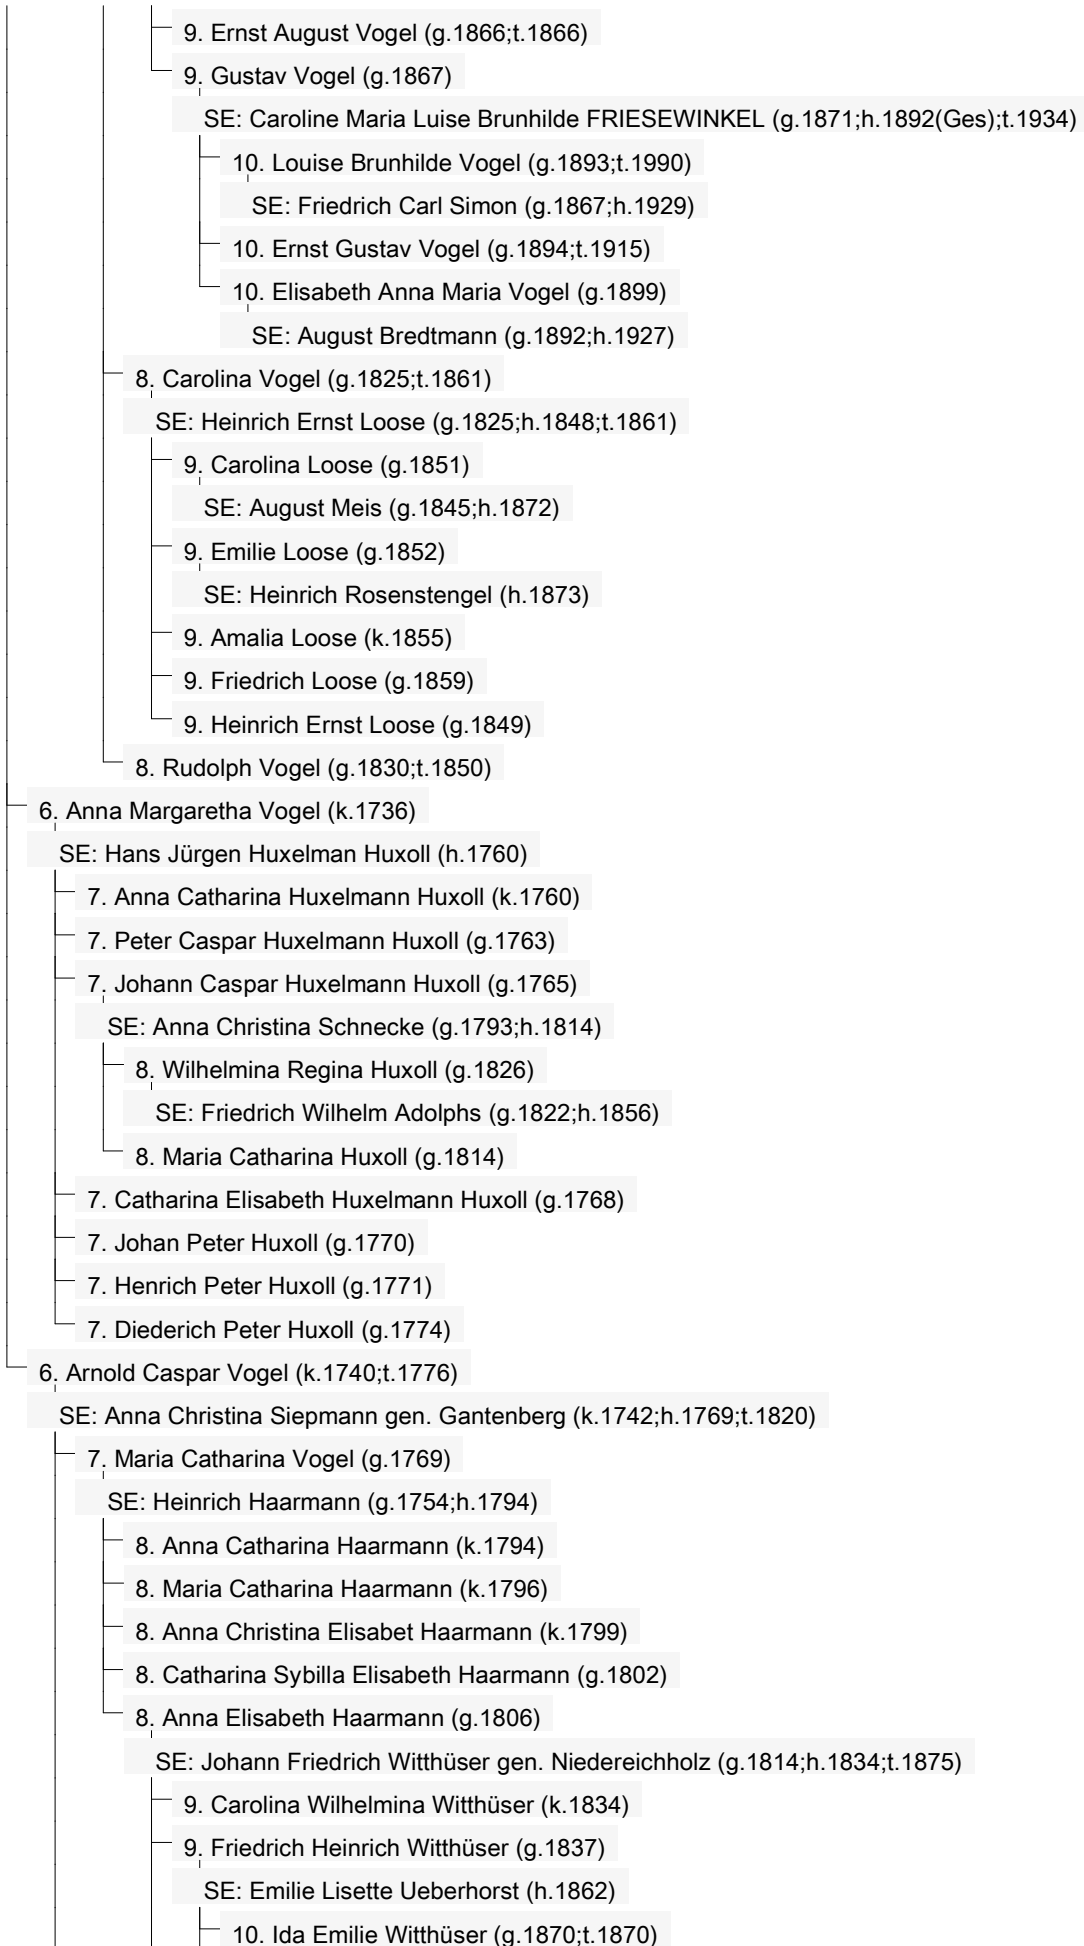 9. Ernst August Vogel (g.1866;t.1866)
9. Gustav Vogel (g.1867)
SE: Caroline Maria Luise Brunhilde FRIESEWINKEL (g.1871;h.1892(Ges);t.1934)
10. Louise Brunhilde Vogel (g.1893;t.1990)
SE: Friedrich Carl Simon (g.1867;h.1929)
10. Ernst Gustav Vogel (g.1894;t.1915)
10. Elisabeth Anna Maria Vogel (g.1899)
SE: August Bredtmann (g.1892;h.1927)
8. Carolina Vogel (g.1825;t.1861)
SE: Heinrich Ernst Loose (g.1825;h.1848;t.1861)
9. Carolina Loose (g.1851)
SE: August Meis (g.1845;h.1872)
9. Emilie Loose (g.1852)
SE: Heinrich Rosenstengel (h.1873)
9. Amalia Loose (k.1855)
9. Friedrich Loose (g.1859)
9. Heinrich Ernst Loose (g.1849)
8. Rudolph Vogel (g.1830;t.1850)
6. Anna Margaretha Vogel (k.1736)
SE: Hans Jürgen Huxelman Huxoll (h.1760)
7. Anna Catharina Huxelmann Huxoll (k.1760)
7. Peter Caspar Huxelmann Huxoll (g.1763)
7. Johann Caspar Huxelmann Huxoll (g.1765)
SE: Anna Christina Schnecke (g.1793;h.1814)
8. Wilhelmina Regina Huxoll (g.1826)
SE: Friedrich Wilhelm Adolphs (g.1822;h.1856)
8. Maria Catharina Huxoll (g.1814)
7. Catharina Elisabeth Huxelmann Huxoll (g.1768)
7. Johan Peter Huxoll (g.1770)
7. Henrich Peter Huxoll (g.1771)
7. Diederich Peter Huxoll (g.1774)
6. Arnold Caspar Vogel (k.1740;t.1776)
SE: Anna Christina Siepmann gen. Gantenberg (k.1742;h.1769;t.1820)
7. Maria Catharina Vogel (g.1769)
SE: Heinrich Haarmann (g.1754;h.1794)
8. Anna Catharina Haarmann (k.1794)
8. Maria Catharina Haarmann (k.1796)
8. Anna Christina Elisabet Haarmann (k.1799)
8. Catharina Sybilla Elisabeth Haarmann (g.1802)
8. Anna Elisabeth Haarmann (g.1806)
SE: Johann Friedrich Witthüser gen. Niedereichholz (g.1814;h.1834;t.1875)
9. Carolina Wilhelmina Witthüser (k.1834)
9. Friedrich Heinrich Witthüser (g.1837)
SE: Emilie Lisette Ueberhorst (h.1862)
10. Ida Emilie Witthüser (g.1870;t.1870)